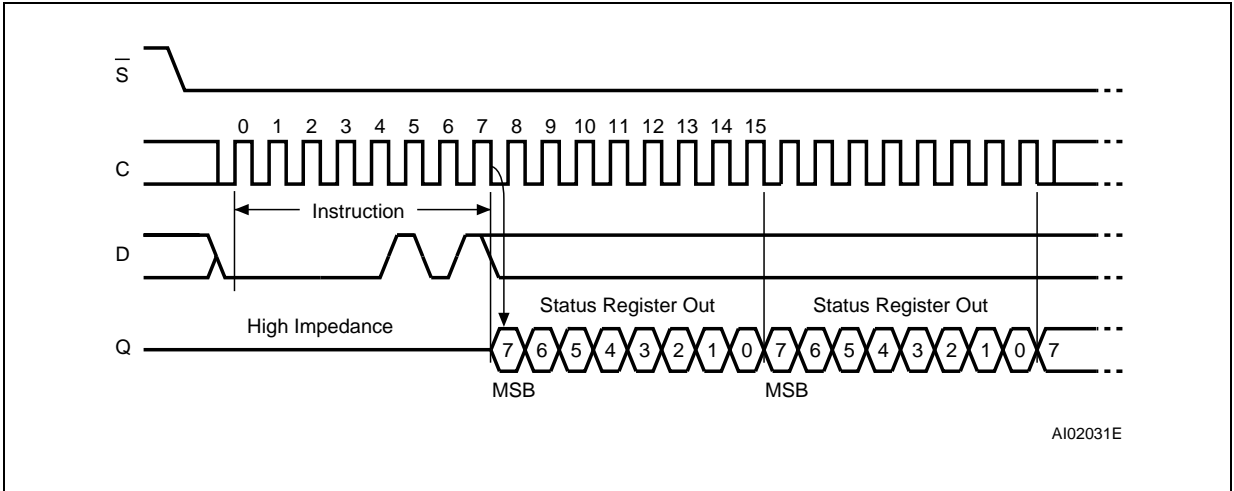 S
0 1 2 3 4 5 6 7 8 9 10 11 12 13 14 15
C
Instruction
D
Status Register Out Status Register Out
High Impedance
Q 7 6 5 4 3 2 1 0 7 6 5 4 3 2 1 0 7
MSB MSB
AI02031E